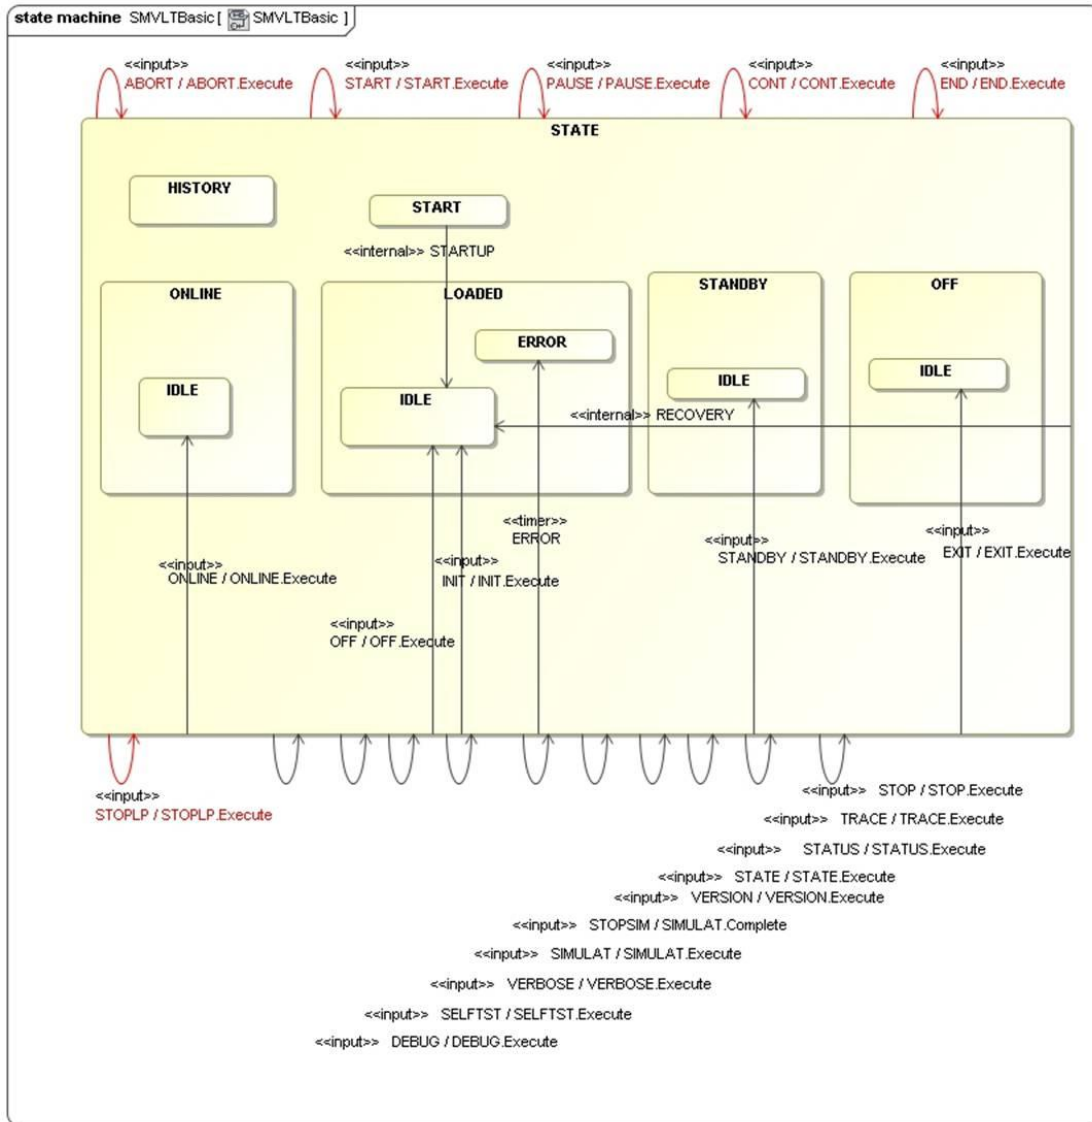 state machine SMVLTBasic [ SMVLTBasic ]
<<input>>
ABORT / ABORT.Execute
<<input>>
START / START.Execute
<<input>>
PAUSE / PAUSE.Execute
<<input>>
CONT / CONT.Execute
<<input>>
END / END.Execute
STATE
HISTORY
START
<<internal>> STARTUP
ONLINE
LOADED
STANDBY
OFF
ERROR
IDLE
IDLE
IDLE
IDLE
<<internal>> RECOVERY
<<timer>>
ERROR
<<input>>
ONLINE / ONLINE.Execute
<<input>>
INIT / INIT.Execute
<<input>>
STANDBY / STANDBY.Execute
<<input>>
EXIT / EXIT.Execute
<<input>>
OFF / OFF.Execute
<<input>>
STOPLP / STOPLP.Execute
<<input>> STOP / STOP.Execute
<<input>> TRACE / TRACE.Execute
<<input>> STATUS / STATUS.Execute
<<input>> STATE / STATE.Execute
<<input>> VERSION / VERSION.Execute
<<input>> STOPSIM / SIMULAT.Complete
<<input>> SIMULAT / SIMULAT.Execute
<<input>> VERBOSE / VERBOSE.Execute
<<input>> SELFTST / SELFTST.Execute
<<input>> DEBUG / DEBUG.Execute